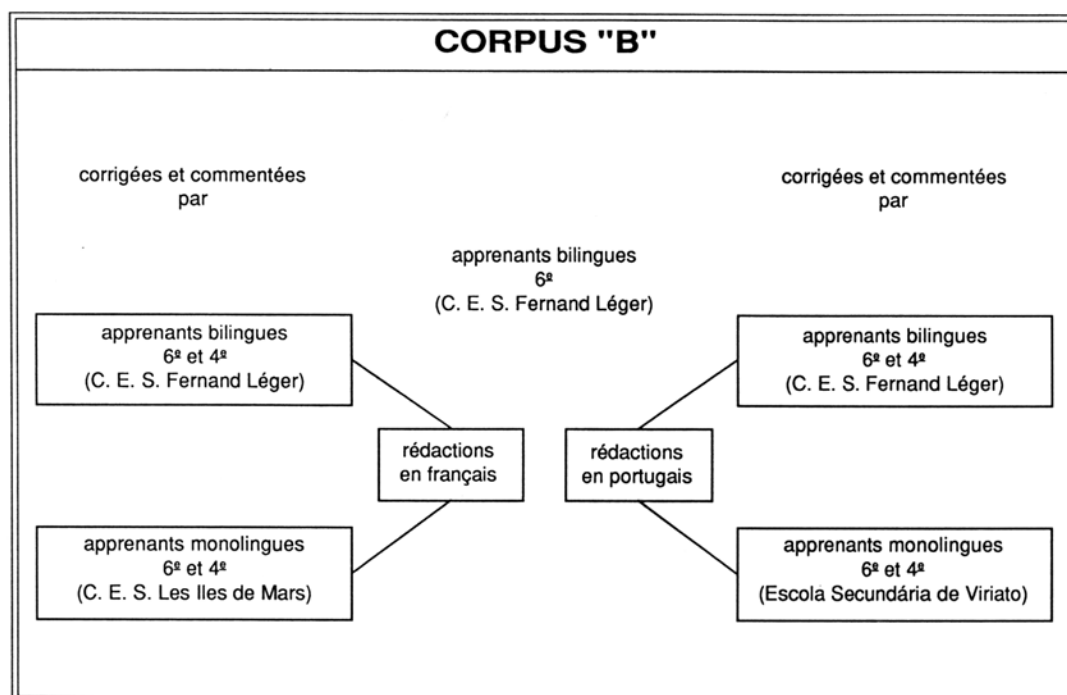 CORPUS "B"
corrigées et commentées
par
corrigées et commentées
par
apprenants bilingues
6º
(C. E. S. Fernand Léger)
apprenants bilingues
6º et 4º
(C. E. S. Fernand Léger)
apprenants bilingues
6º et 4º
(C. E. S. Fernand Léger)
rédactions
en français
rédactions
en portugais
apprenants monolingues
6º et 4º
(C. E. S. Les Iles de Mars)
apprenants monolingues
6º et 4º
(Escola Secundária de Viriato)